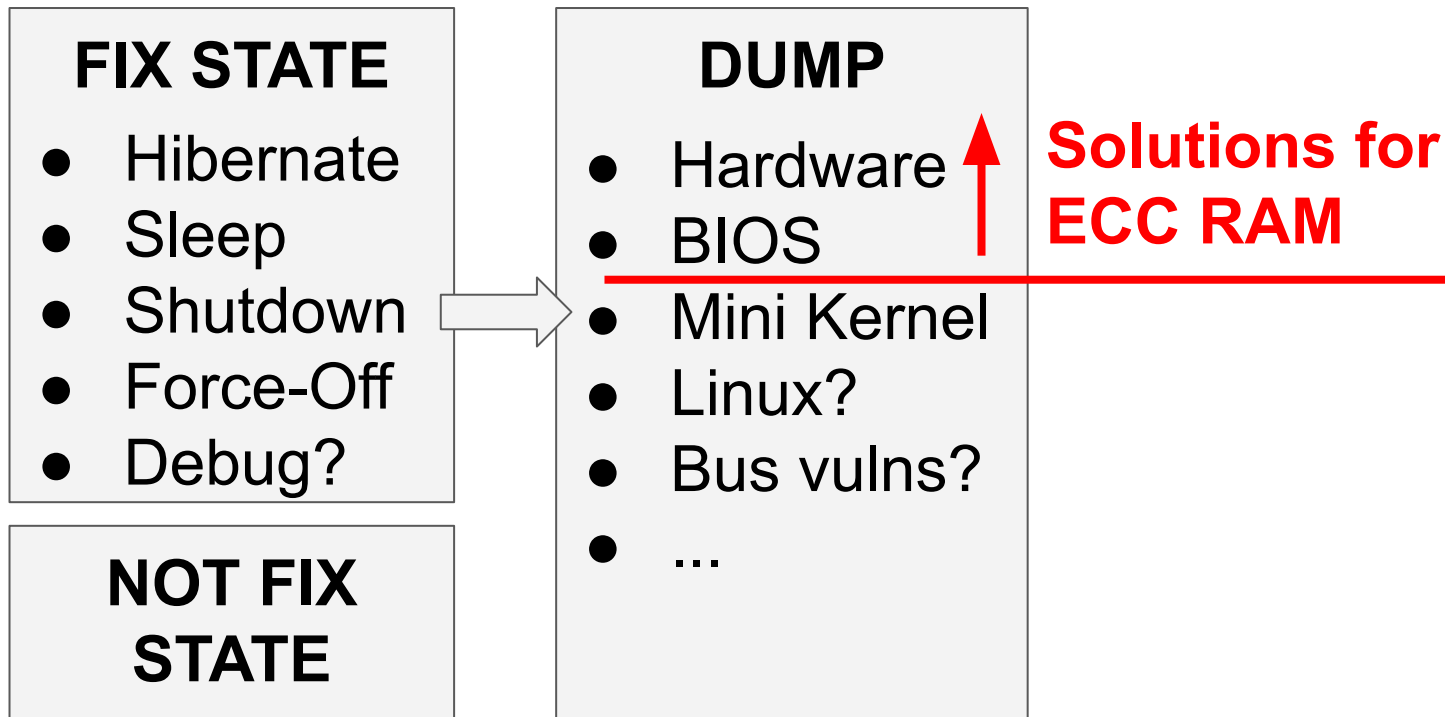 FIX STATE
● Hibernate
● Sleep
● Shutdown
● Force-Off
● Debug?
NOT FIX
STATE
DUMP
● Hardware
● BIOS
● Mini Kernel
● Linux?
● Bus vulns?
● ...
Solutions for
ECC RAM